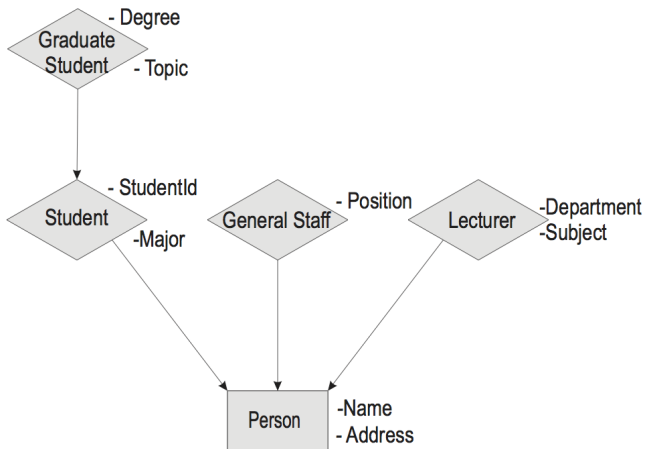 - Degree
Graduate
Student
- Topic
- StudentId
Student
-Major
- Position
General Staff
Lecturer
-Department
-Subject
Person
-Name
- Address